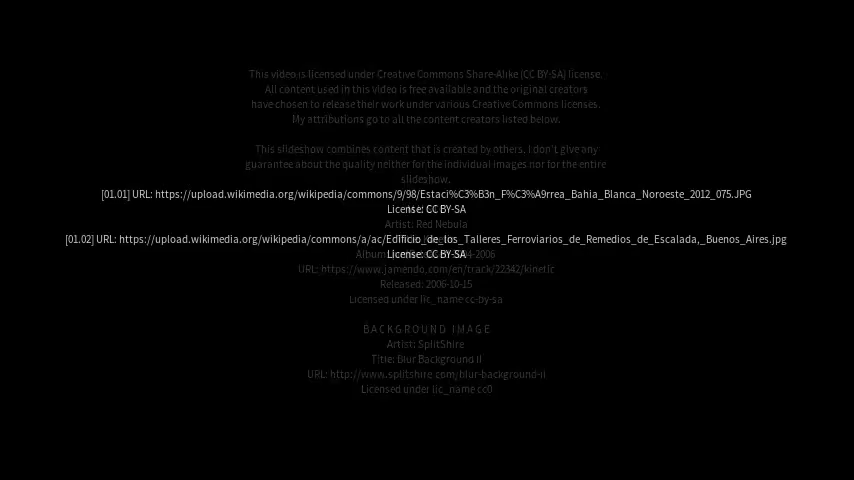 This video is licensed under Creative Commons Share-Alike (CC BY-SA) license.
All content used in this video is free available and the original creators
have chosen to release their work under various Creative Commons licenses.
My attributions go to all the content creators listed below.
This slideshow combines content that is created by others, I don't give any
guarantee about the quality neither for the individual images nor for the entire
slideshow.
[01.01] URL: https://upload.wikimedia.org/wikipedia/commons/9/98/Estaci%C3%B3n_F%C3%A9rrea_Bahia_Blanca_Noroeste_2012_075.JPG
License: CC BY-SA
Artist: Red Nebula
[01.02] URL: https://upload.wikimedia.org/wikipedia/commons/a/ac/Edificio_de_los_Talleres_Ferroviarios_de_Remedios_de_Escalada,_Buenos_Aires.jpg
License: CC BY-SA
URL: https://www.jamendo.com/en/track/22342/kinetic
Released: 2006-10-15
Licensed under lic_name cc-by-sa
BACKGROUND IMAGE
Artist: SplitShire
Title: Blur Background II
URL: http://www.splitshire.com/blur-background-ii
Licensed under lic_name cc0